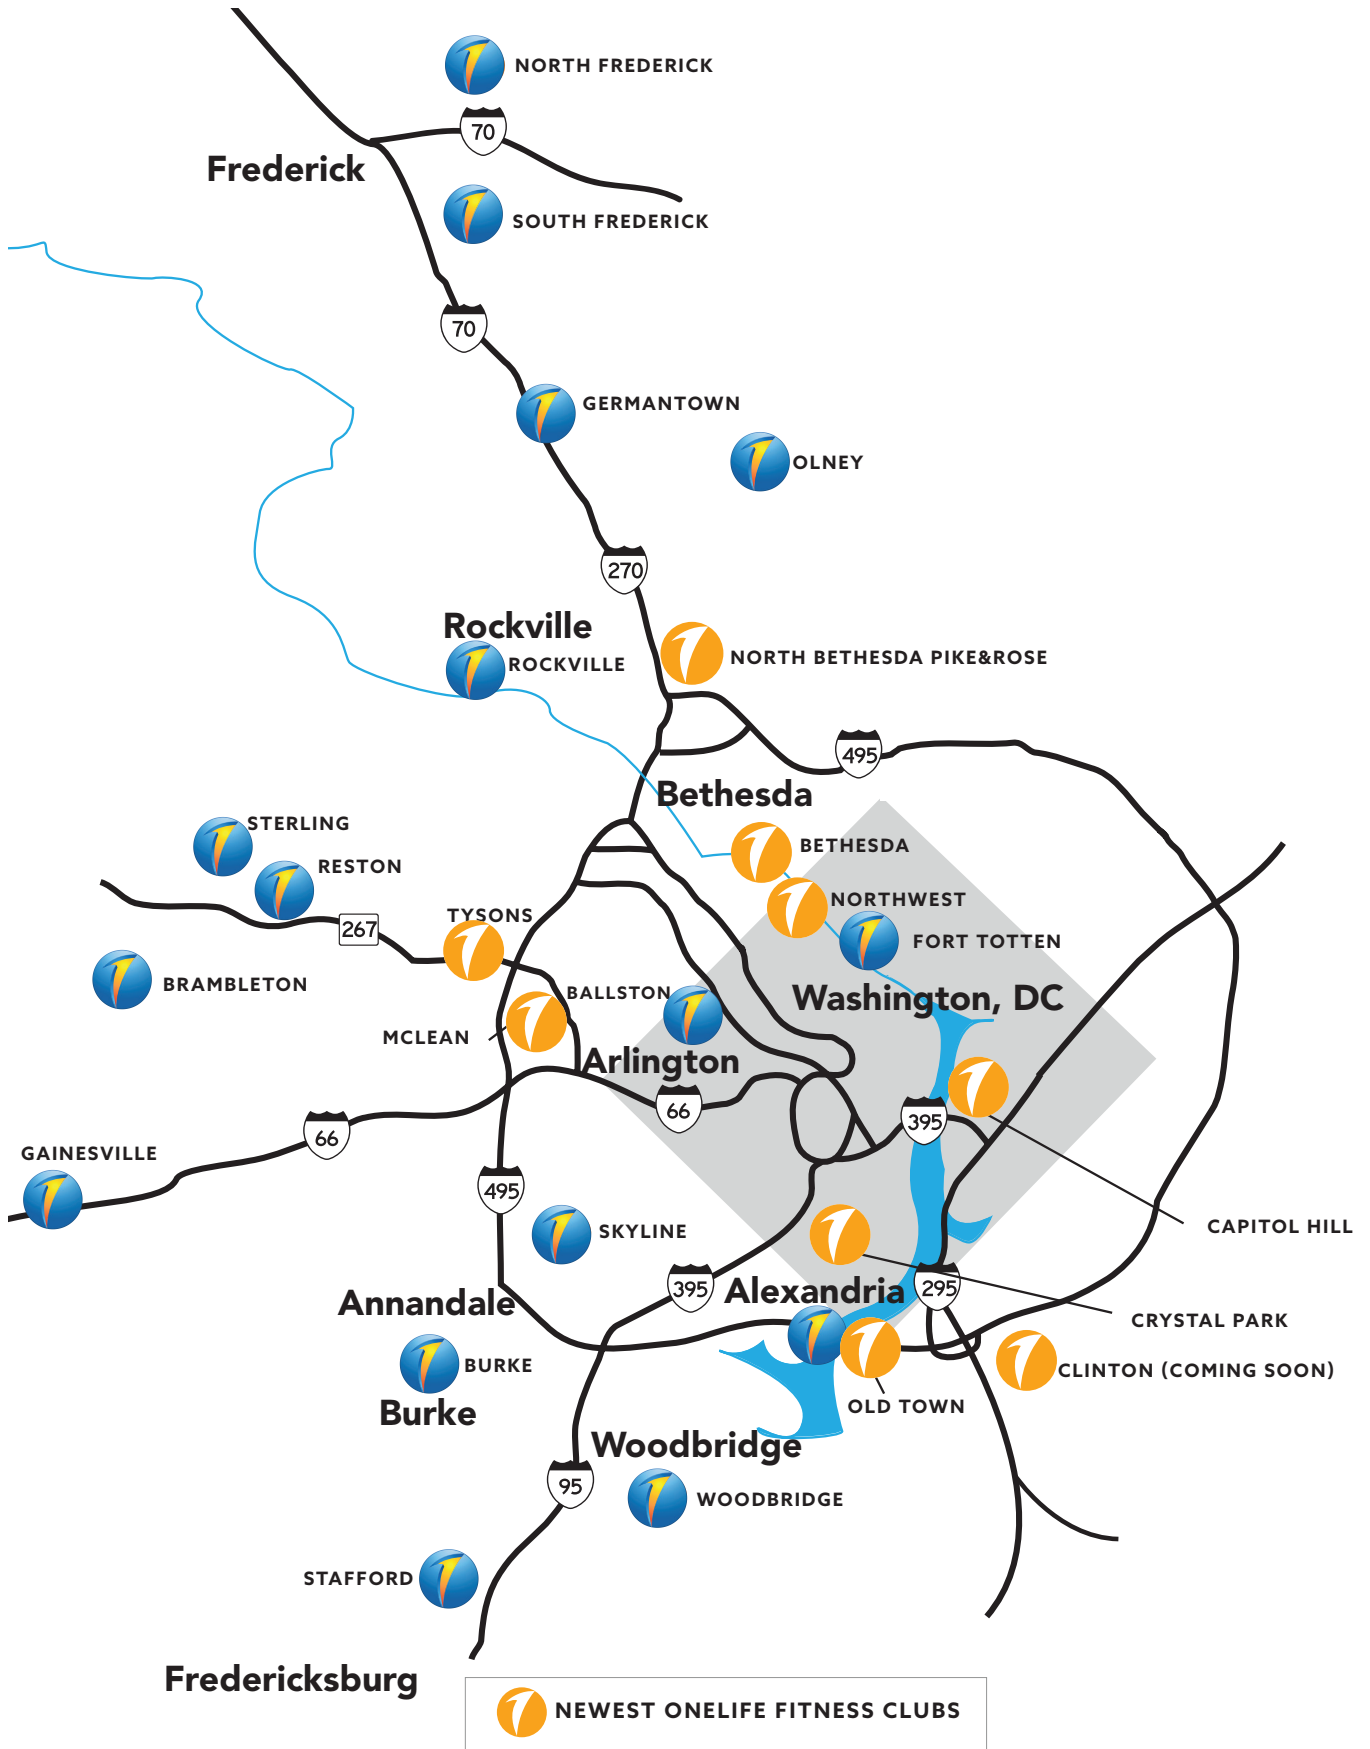 NORTH FREDERICK
70
Frederick
SOUTH FREDERICK
70
GERMANTOWN
OLNEY
270
Rockville
ROCKVILLE
NORTH BETHESDA PIKE&ROSE
495
Bethesda
STERLING
BETHESDA
RESTON
NORTHWEST
TYSONS
267
FORT TOTTEN
BRAMBLETON
BALLSTON
Washington, DC
MCLEAN
Arlington
66
395
66
GAINESVILLE
495
SKYLINE
CAPITOL HILL
395
Alexandria
295
Annandale
CRYSTAL PARK
BURKE
CLINTON (COMING SOON)
Burke
OLD TOWN
Woodbridge
95
WOODBRIDGE
STAFFORD
Fredericksburg
NEWEST ONELIFE FITNESS CLUBS